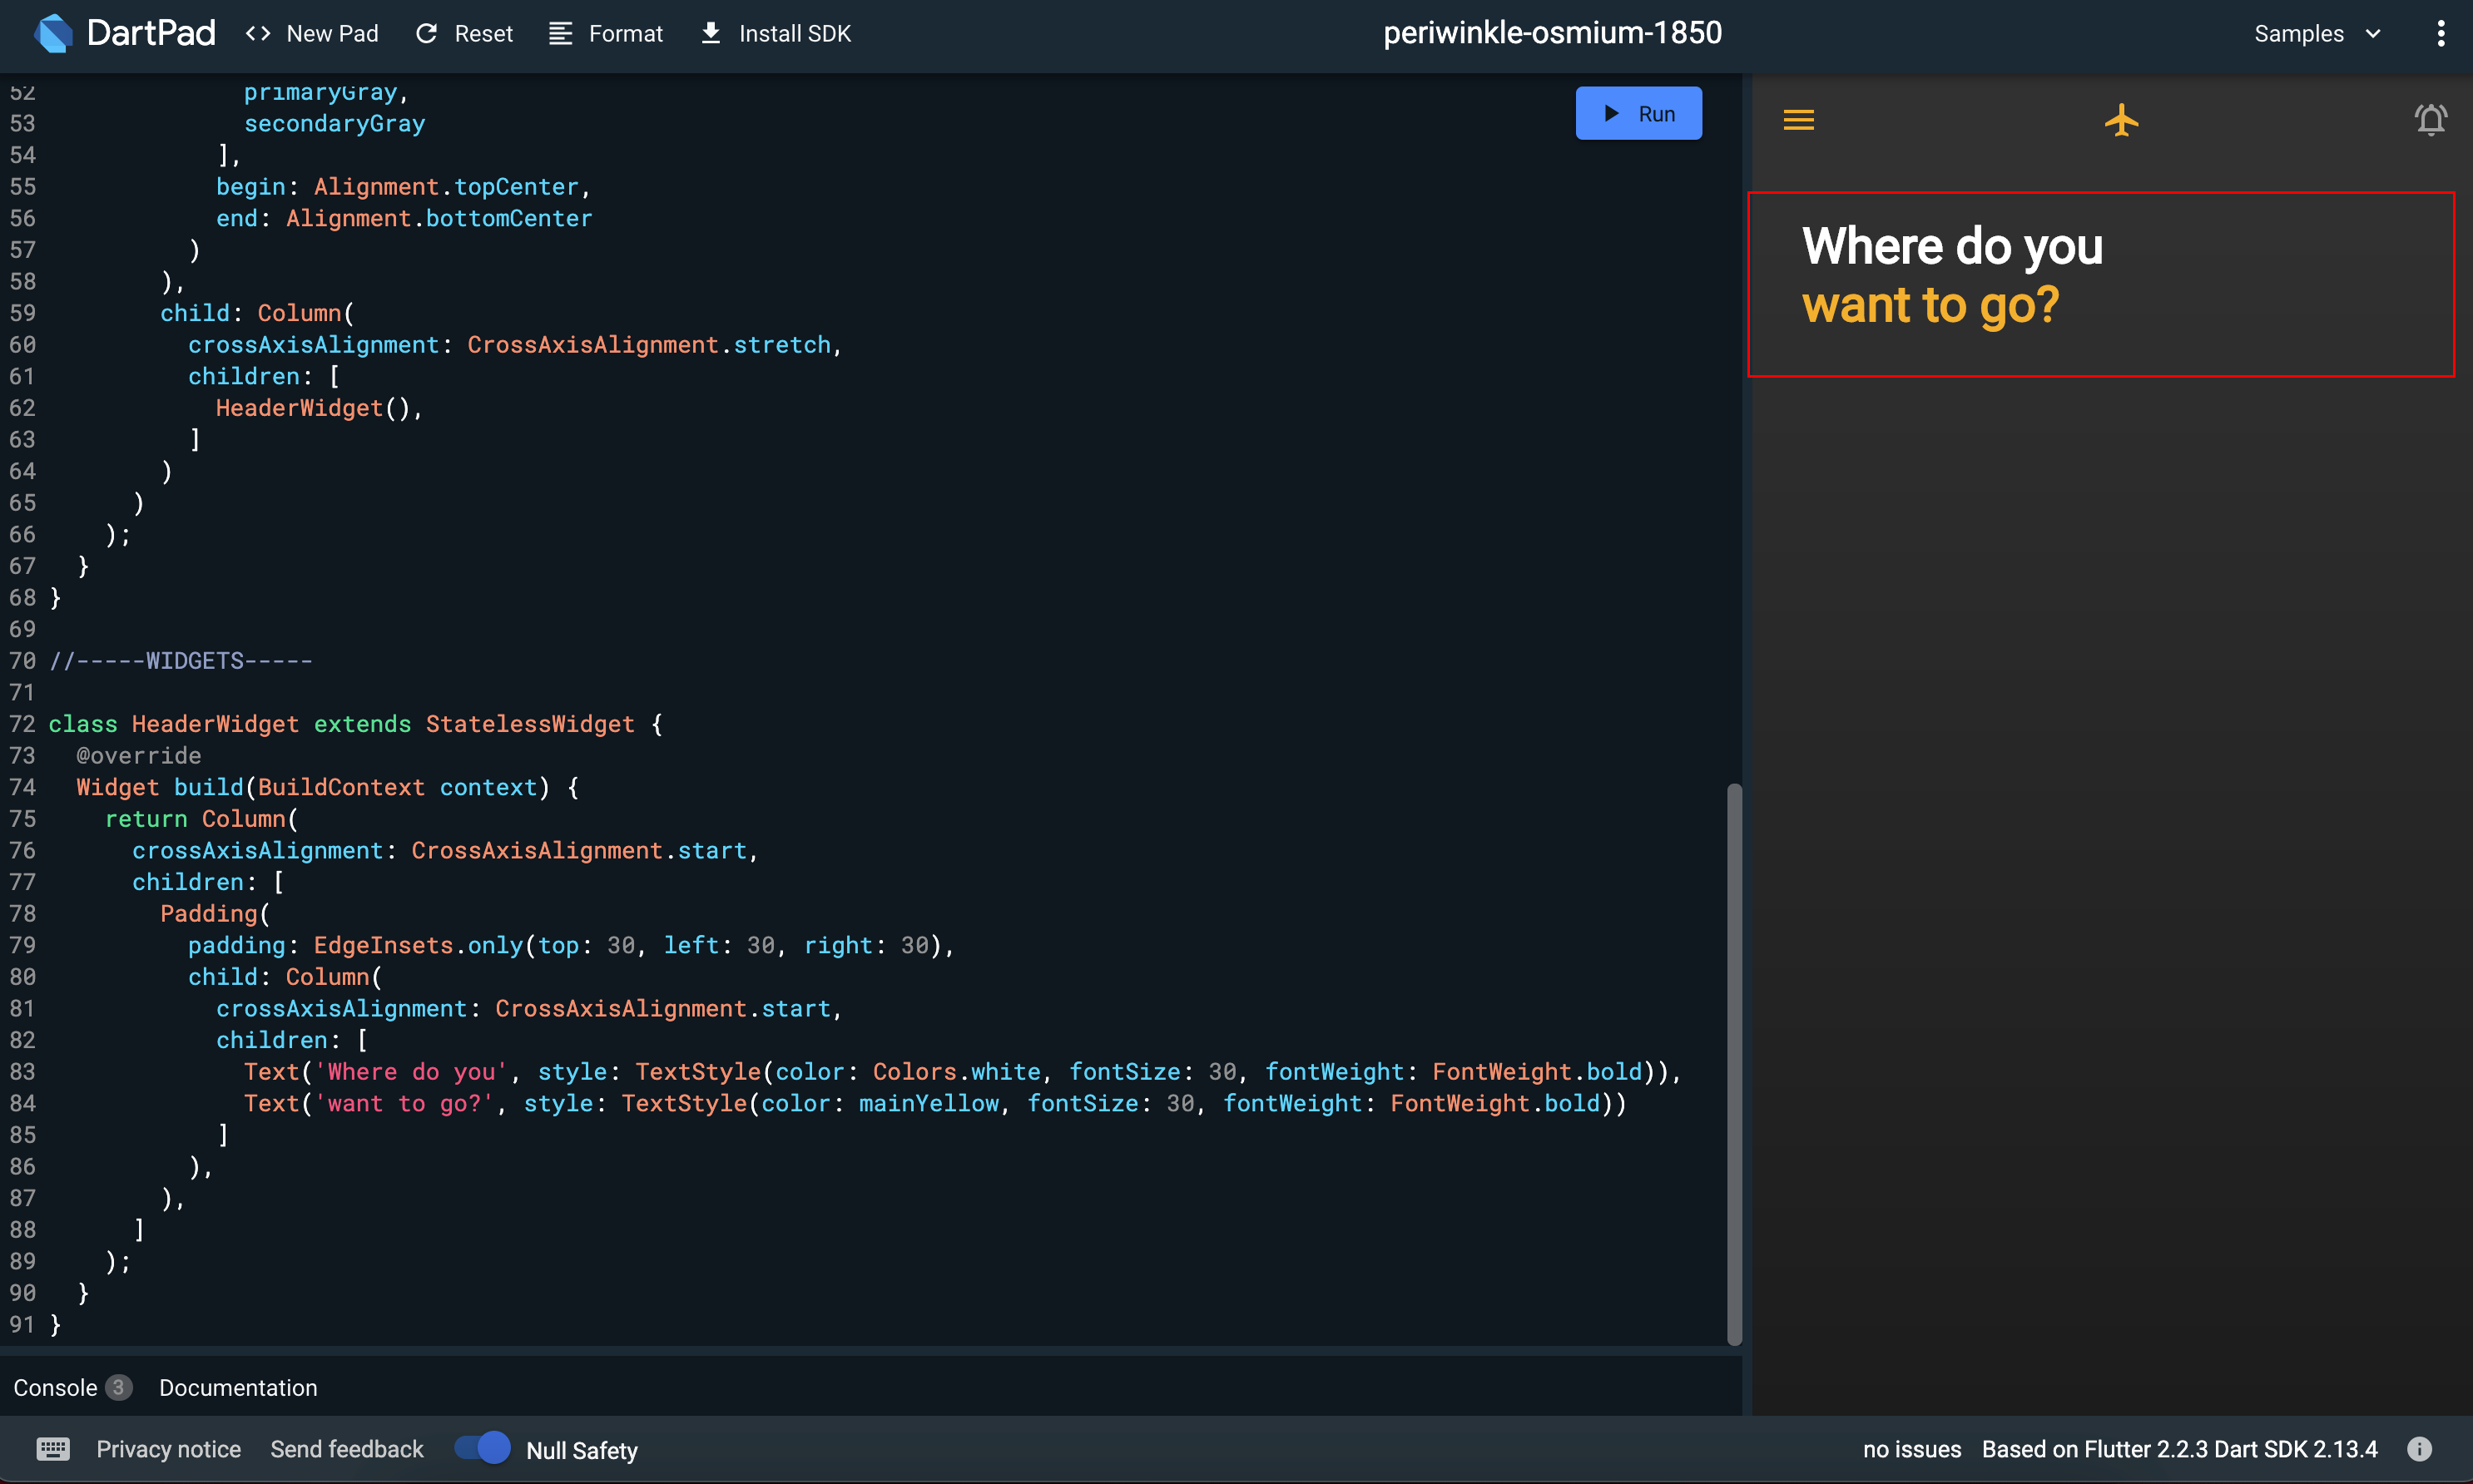 DartPad <> New Pad Reset Format Install SDK periwinkle-osmium-1850 Samples
52 primaryGray,
53 secondaryGray
54 ],
55 begin: Alignment.topCenter,
56 end: Alignment.bottomCenter
57 )
58 ),
59 child: Column(
60 crossAxisAlignment: CrossAxisAlignment.stretch,
61 children: [
62 HeaderWidget(),
63 ]
64 )
65 )
66 );
67 }
68 }
69
70 //-----WIDGETS-----
71
72 class HeaderWidget extends StatelessWidget {
73 @override
74 Widget build(BuildContext context) {
75 return Column(
76 crossAxisAlignment: CrossAxisAlignment.start,
77 children: [
78 Padding(
79 padding: EdgeInsets.only(top: 30, left: 30, right: 30),
80 child: Column(
81 crossAxisAlignment: CrossAxisAlignment.start,
82 children: [
83 Text('Where do you', style: TextStyle(color: Colors.white, fontSize: 30, fontWeight: FontWeight.bold)),
84 Text('want to go?', style: TextStyle(color: mainYellow, fontSize: 30, fontWeight: FontWeight.bold))
85 ]
86 ),
87 ),
88 ]
89 );
90 }
91 }
Run
Where do you
want to go?
Console 3 Documentation
Privacy notice Send feedback Null Safety no issues Based on Flutter 2.2.3 Dart SDK 2.13.4